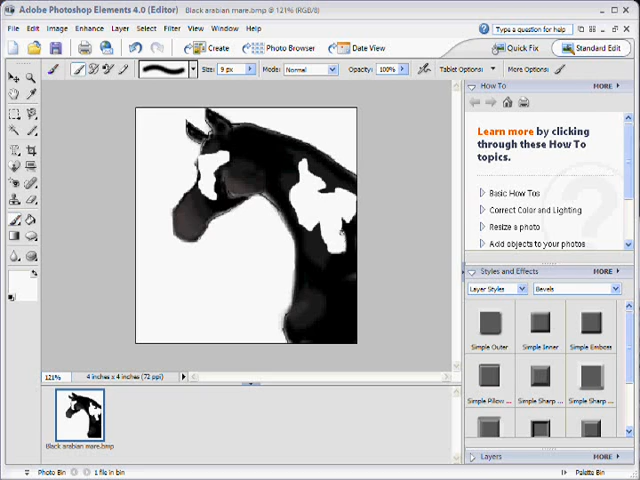 Adobe Photoshop Elements 4.0 (Editor)
Black arabian mare.bmp @ 121% (RGB/8)
File Edit Image Enhance Layer Select Filter View Window Help
Type a question for help
Create Photo Browser Date View Quick Fix Standard Edit
Size: 9 px Mode: Normal Opacity: 100% Tablet Options: More Options:
How To MORE
Learn more by clicking
through these How To
topics.
Basic How Tos
Correct Color and Lighting
Resize a photo
Add objects to your photos
Styles and Effects MORE
Layer Styles Bevels
Simple Outer Simple Inner Simple Emboss
Simple Pillow ... Simple Sharp ... Simple Sharp ...
121% 4 inches x 4 inches (72 ppi)
Black arabian mare.bmp
Layers MORE
Photo Bin 1 file in bin Palette Bin